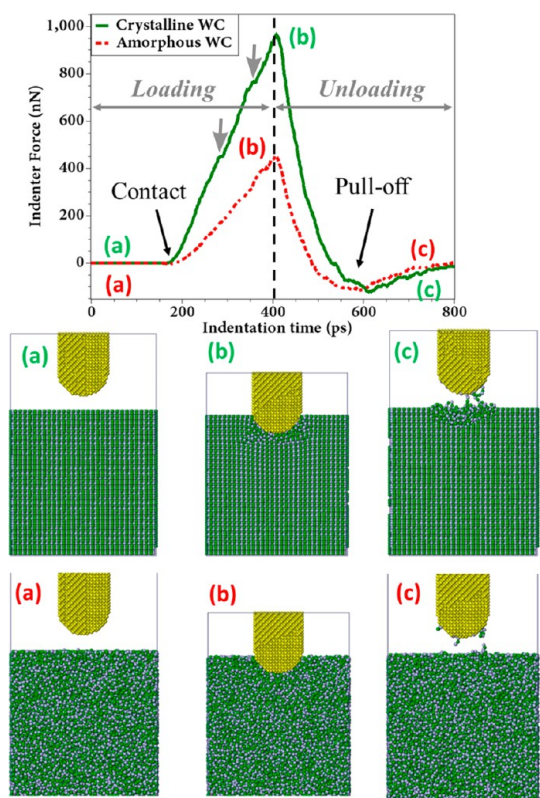 1,000
800
600
400
200
0
Indenter Force (nN)
Crystalline WC
Amorphous WC
(b)
Loading
Unloading
(b)
Contact
Pull-off
(a)
(c)
(a)
(c)
0 200 400 600 800
Indentation time (ps)
(a) (b) (c)
(a) (b) (c)